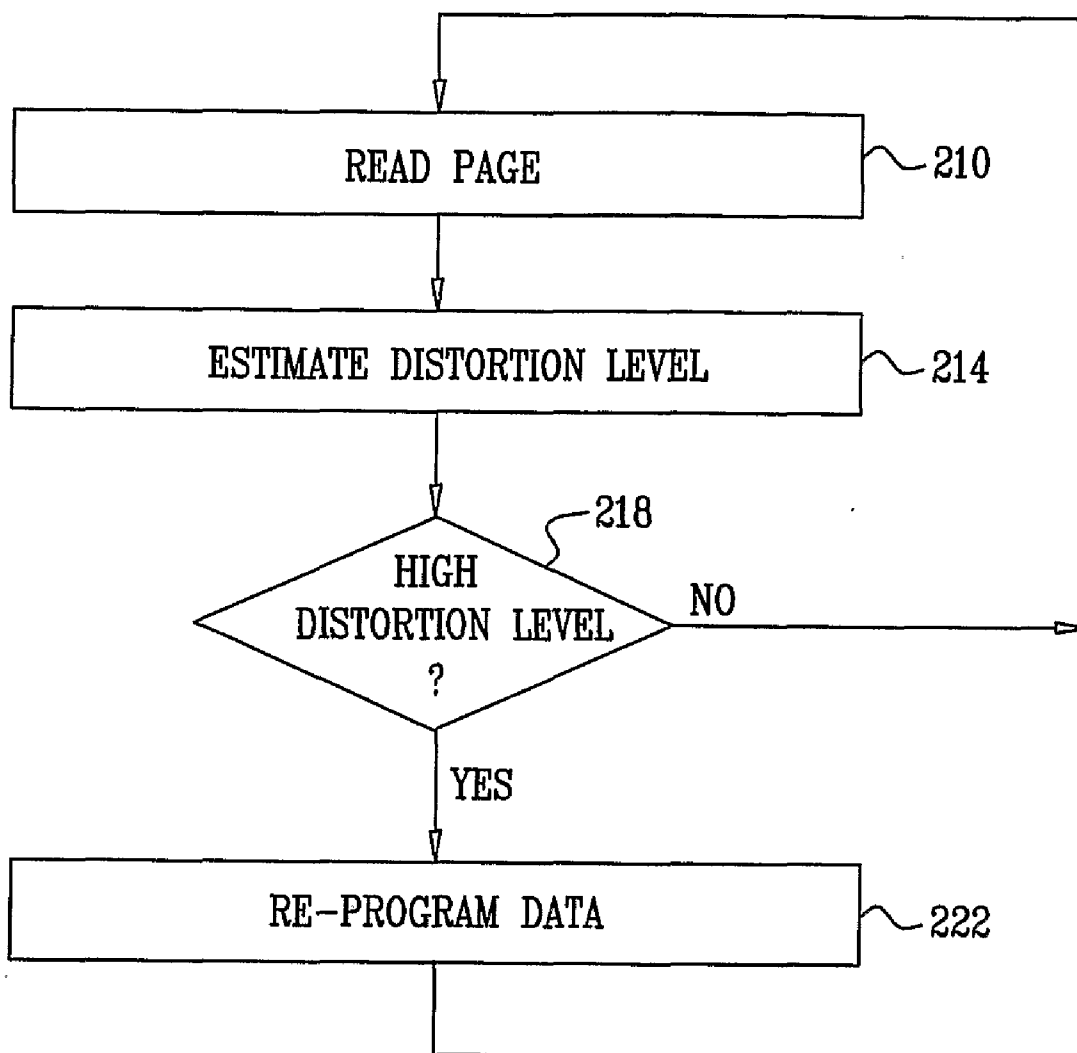 READ PAGE
210
ESTIMATE DISTORTION LEVEL
214
218
HIGH
DISTORTION LEVEL
?
NO
YES
RE-PROGRAM DATA
222